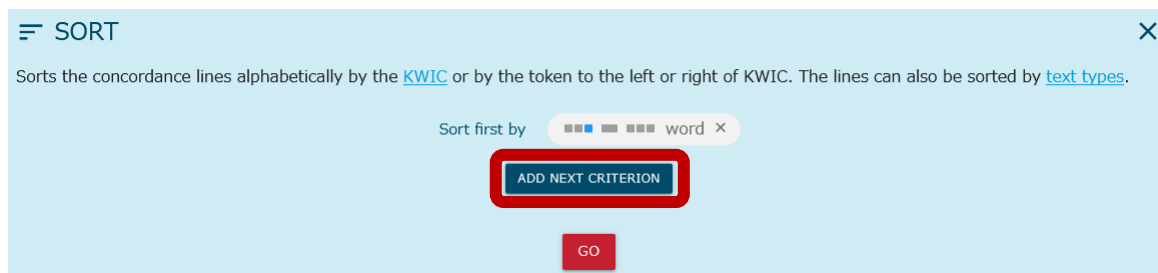 SORT
Sorts the concordance lines alphabetically by the KWIC or by the token to the left or right of KWIC. The lines can also be sorted by text types.
Sort first by word ×
ADD NEXT CRITERION
GO